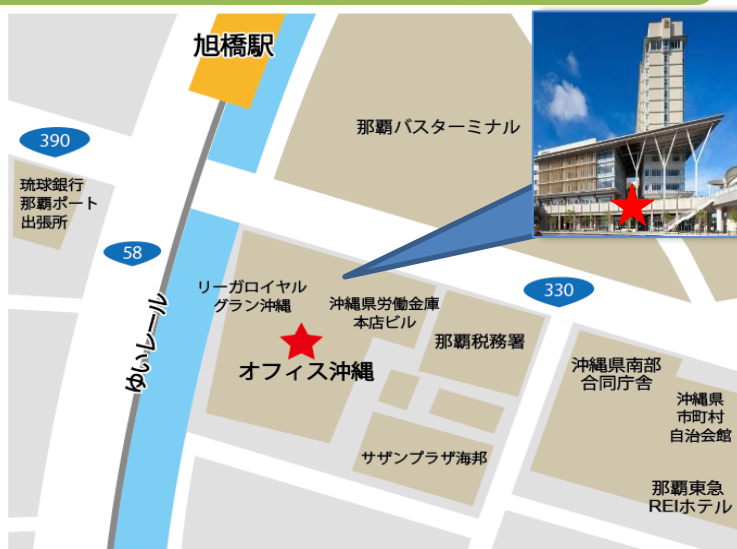 旭橋駅
那覇バスターミナル
390
琉球銀行
那覇ポート
出張所
58
330
リーガロイヤル
グラン沖縄
沖縄県労働金庫
本店ビル
那覇税務署
オフィス沖縄
ゆいレール
沖縄県南部
合同庁舎
沖縄県
市町村
自治会館
サザンプラザ海邦
那覇東急
REIホテル